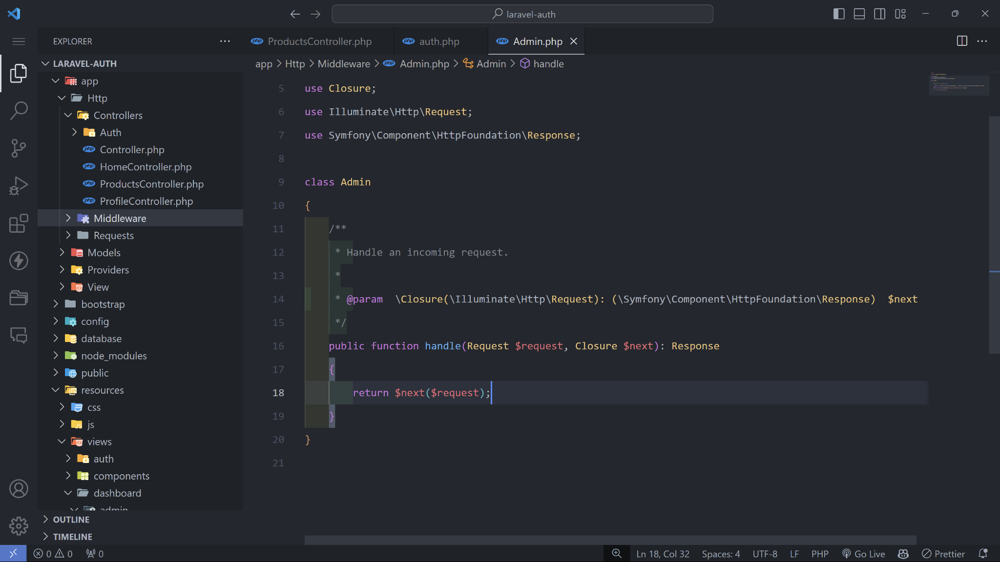 laravel-auth
EXPLORER
ProductsController.php
auth.php
Admin.php
LARAVEL-AUTH
app
Http
Controllers
Auth
Controller.php
HomeController.php
ProductsController.php
ProfileController.php
Middleware
Requests
Models
Providers
View
bootstrap
config
database
node_modules
public
resources
css
js
views
auth
components
dashboard
admin
OUTLINE
TIMELINE
app > Http > Middleware > Admin.php > Admin > handle
5 use Closure;
6 use Illuminate\Http\Request;
7 use Symfony\Component\HttpFoundation\Response;
8
9 class Admin
10 {
11 /**
12 * Handle an incoming request.
13 *
14 * @param  \Closure(\Illuminate\Http\Request): (\Symfony\Component\HttpFoundation\Response)  $next
15 */
16 public function handle(Request $request, Closure $next): Response
17 {
18 return $next($request);
19 }
20 }
21
0 0 0
Ln 18, Col 32 Spaces: 4 UTF-8 LF PHP Go Live Prettier